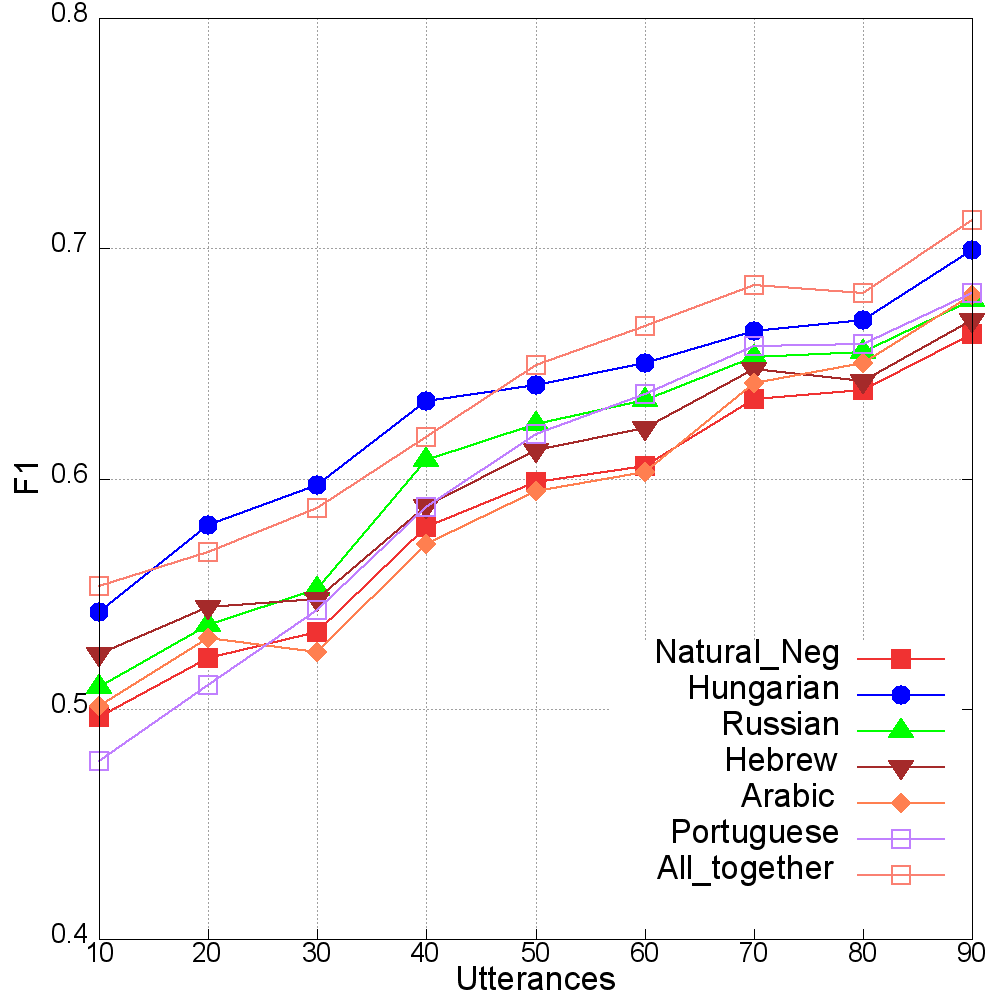 0.8
0.7
0.6
0.5
0.4
F1
Natural_Neg
Hungarian
Russian
Hebrew
Arabic
Portuguese
All_together
10 20 30 40 50 60 70 80 90
Utterances